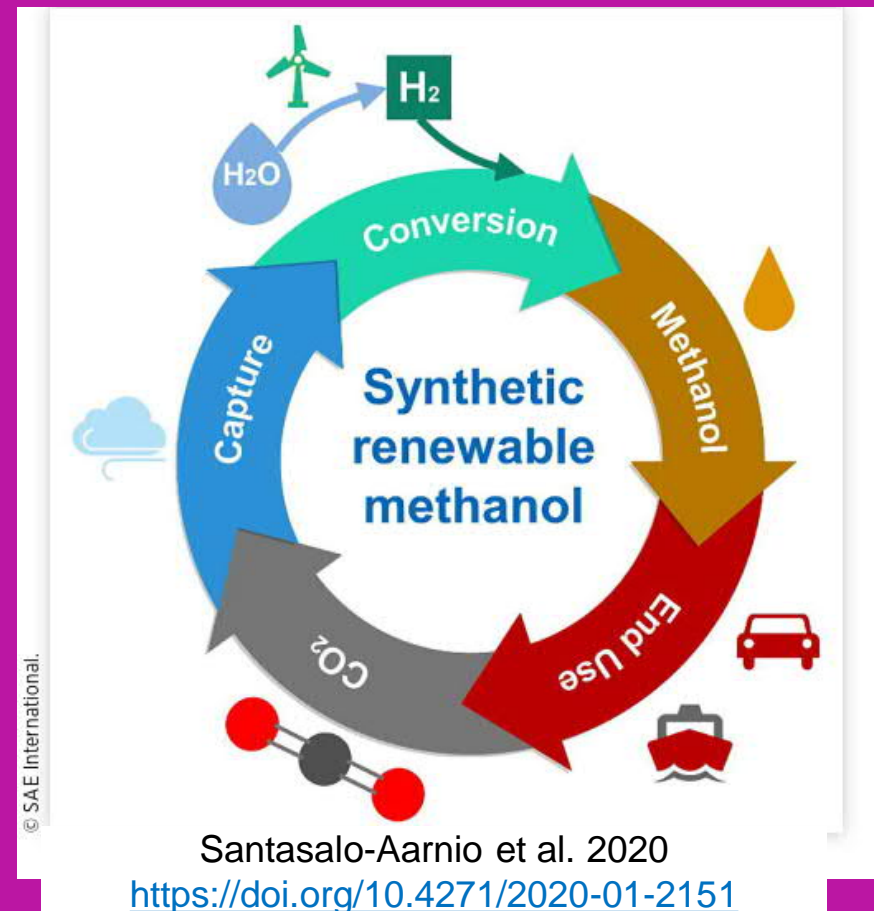 H₂
H₂O
Conversion
Methanol
Capture
Synthetic
renewable
methanol
End Use
CO₂
© SAE International.
Santasalo-Aarnio et al. 2020
https://doi.org/10.4271/2020-01-2151